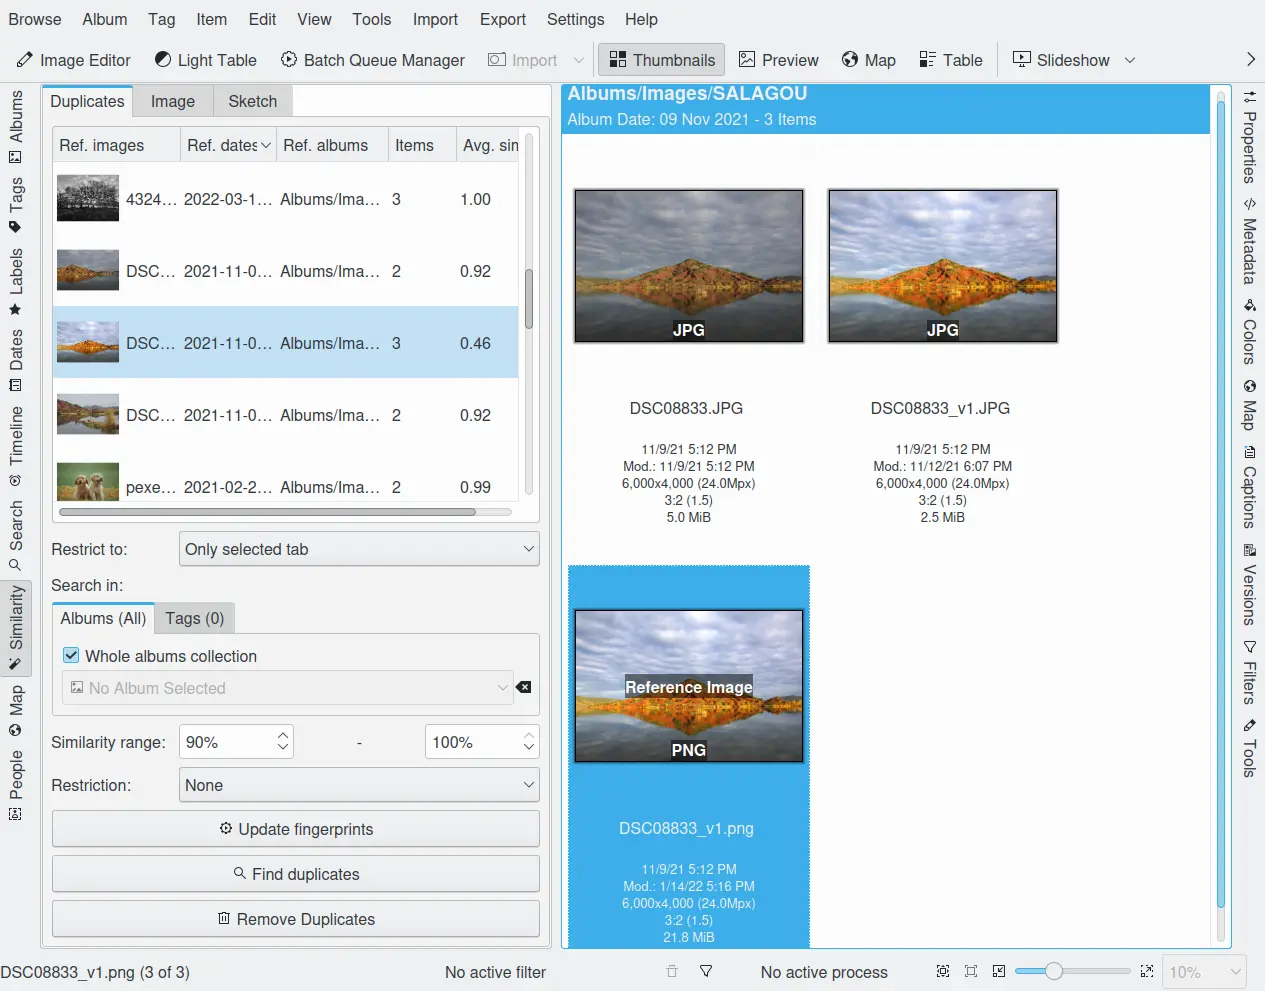 Browse Album Tag Item Edit View Tools Import Export Settings Help
Image Editor Light Table Batch Queue Manager Import Thumbnails Preview Map Table Slideshow
Albums
Tags
Labels
Dates
Timeline
Search
Similarity
Map
People
Duplicates Image Sketch
Ref. images Ref. dates Ref. albums Items Avg. sin
4324... 2022-03-1... Albums/Ima... 3 1.00
DSC... 2021-11-0... Albums/Ima... 2 0.92
DSC... 2021-11-0... Albums/Ima... 3 0.46
DSC... 2021-11-0... Albums/Ima... 2 0.92
pexe... 2021-02-2... Albums/Ima... 2 0.99
Restrict to: Only selected tab
Search in:
Albums (All) Tags (0)
Whole albums collection
No Album Selected
Similarity range: 90% - 100%
Restriction: None
Update fingerprints
Find duplicates
Remove Duplicates
Albums/Images/SALAGOU
Album Date: 09 Nov 2021 - 3 Items
JPG
DSC08833.JPG
11/9/21 5:12 PM
Mod.: 11/9/21 5:12 PM
6,000x4,000 (24.0Mpx)
3:2 (1.5)
5.0 MiB
JPG
DSC08833_v1.JPG
11/9/21 5:12 PM
Mod.: 11/12/21 6:07 PM
6,000x4,000 (24.0Mpx)
3:2 (1.5)
2.5 MiB
Reference Image
PNG
DSC08833_v1.png
11/9/21 5:12 PM
Mod.: 1/14/22 5:16 PM
6,000x4,000 (24.0Mpx)
3:2 (1.5)
21.8 MiB
Properties
Metadata
Colors
Map
Captions
Versions
Filters
Tools
DSC08833_v1.png (3 of 3) No active filter No active process 10%